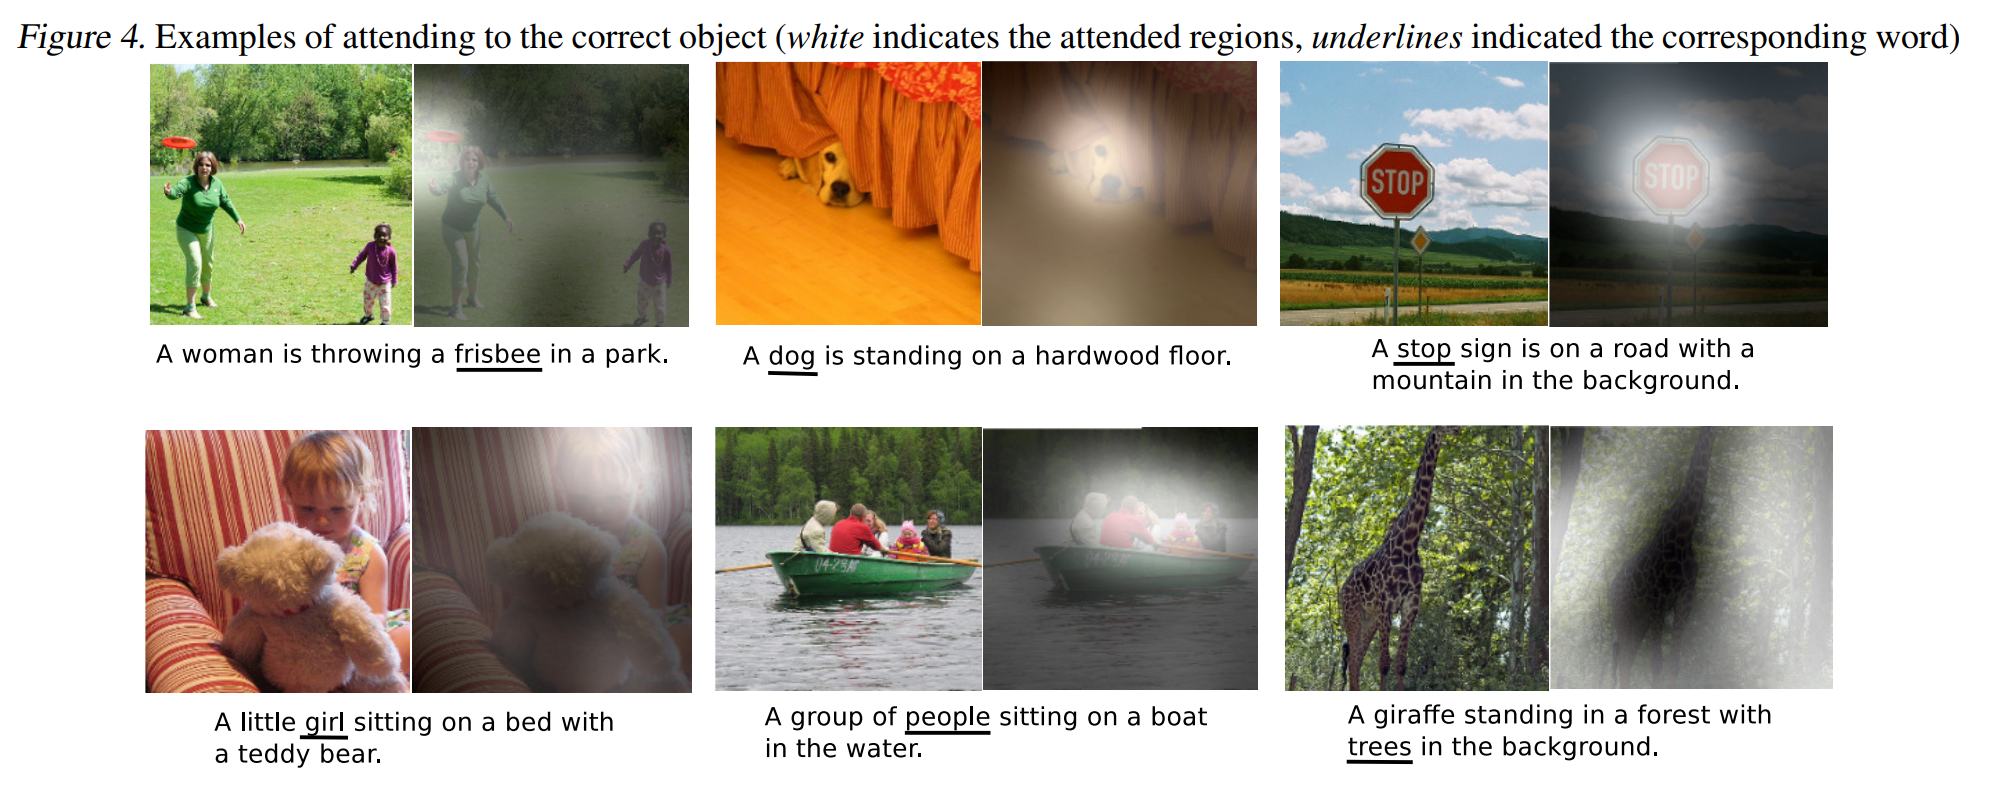 Figure 4. Examples of attending to the correct object (white indicates the attended regions, underlines indicated the corresponding word)
STOP STOP
A woman is throwing a frisbee in a park.
A dog is standing on a hardwood floor.
A stop sign is on a road with a
mountain in the background.
A little girl sitting on a bed with
a teddy bear.
A group of people sitting on a boat
in the water.
A giraffe standing in a forest with
trees in the background.